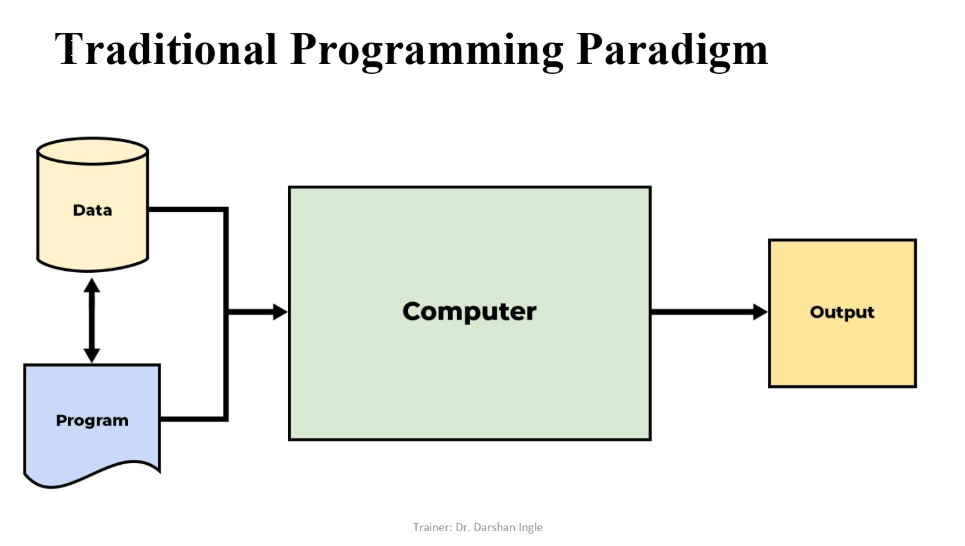 Traditional Programming Paradigm
Data
Computer
Output
Program
Trainer: Dr. Darshan Ingle